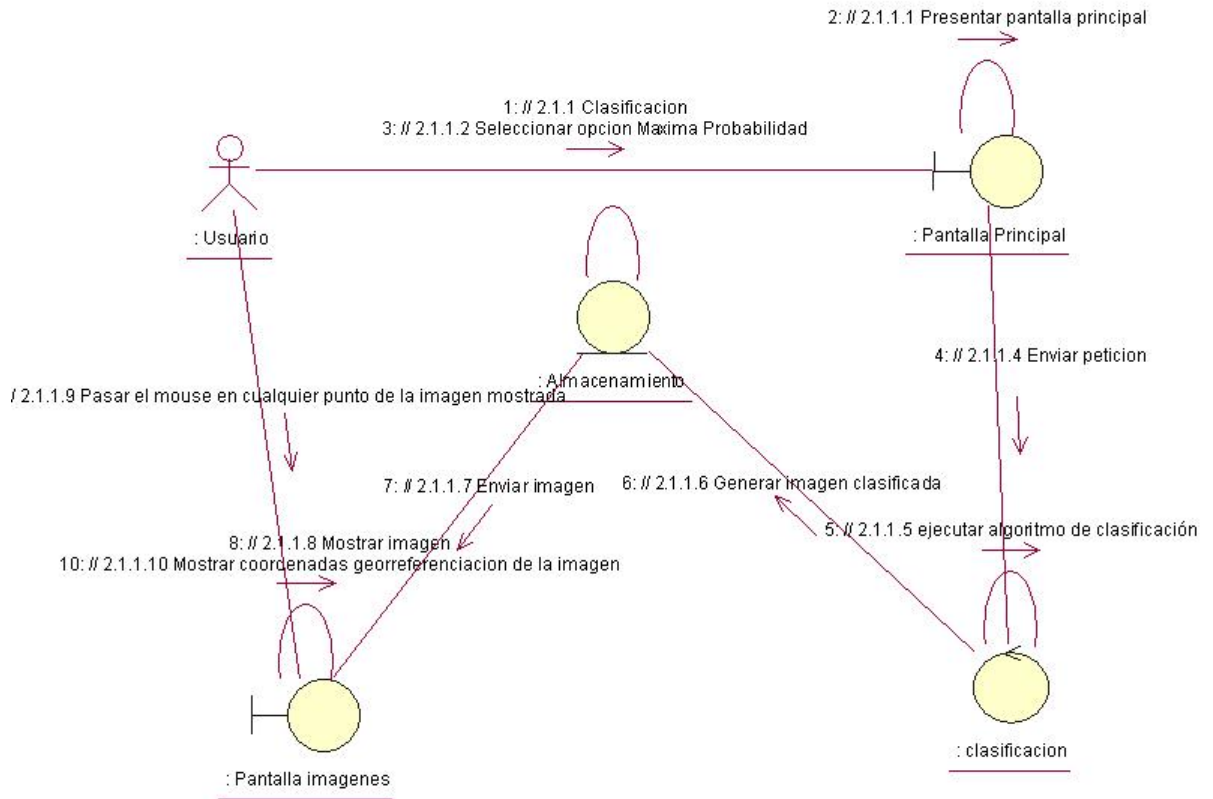 2: // 2.1.1.1 Presentar pantalla principal
1: // 2.1.1 Clasificacion
3: // 2.1.1.2 Seleccionar opcion Maxima Probabilidad
: Usuario
: Pantalla Principal
4: // 2.1.1.4 Enviar peticion
: Almacenamiento
/ 2.1.1.9 Pasar el mouse en cualquier punto de la imagen mostrada
7: // 2.1.1.7 Enviar imagen
6: // 2.1.1.6 Generar imagen clasificada
5: // 2.1.1.5 ejecutar algoritmo de clasificación
8: // 2.1.1.8 Mostrar imagen
10: // 2.1.1.10 Mostrar coordenadas georreferenciacion de la imagen
: clasificacion
: Pantalla imagenes